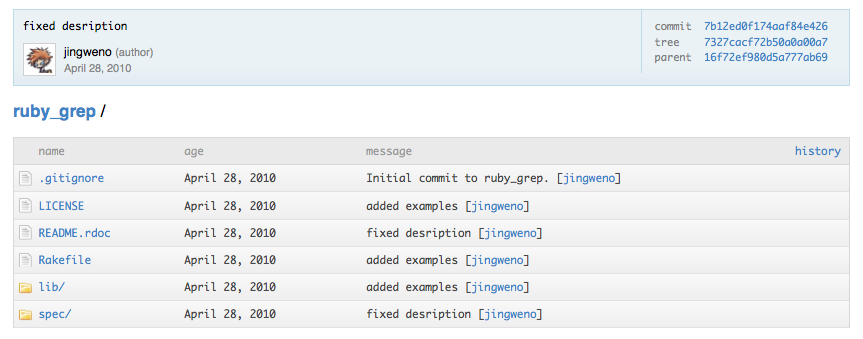 fixed desription
jingweno (author)
April 28, 2010
commit 7b12ed0f174aaf84e426
tree 7327cacf72b50a0a00a7
parent 16f72ef980d5a777ab69
ruby_grep /
name age message history
.gitignore April 28, 2010 Initial commit to ruby_grep. [jingweno]
LICENSE April 28, 2010 added examples [jingweno]
README.rdoc April 28, 2010 fixed desription [jingweno]
Rakefile April 28, 2010 added examples [jingweno]
lib/ April 28, 2010 added examples [jingweno]
spec/ April 28, 2010 fixed desription [jingweno]